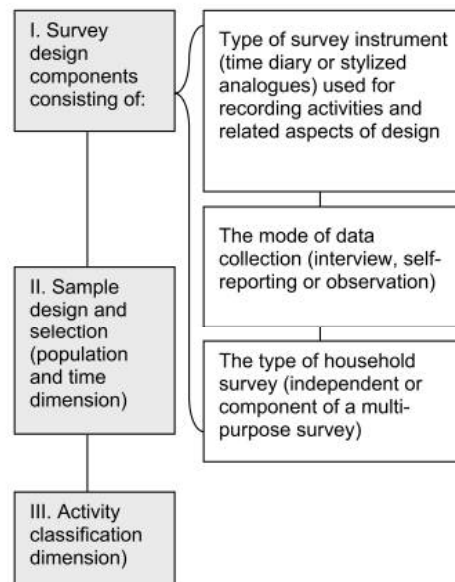 I. Survey
design
components
consisting of:
Type of survey instrument
(time diary or stylized
analogues) used for
recording activities and
related aspects of design
The mode of data
collection (interview, self-
reporting or observation)
The type of household
survey (independent or
component of a multi-
purpose survey)
II. Sample
design and
selection
(population
and time
dimension)
III. Activity
classification
dimension)